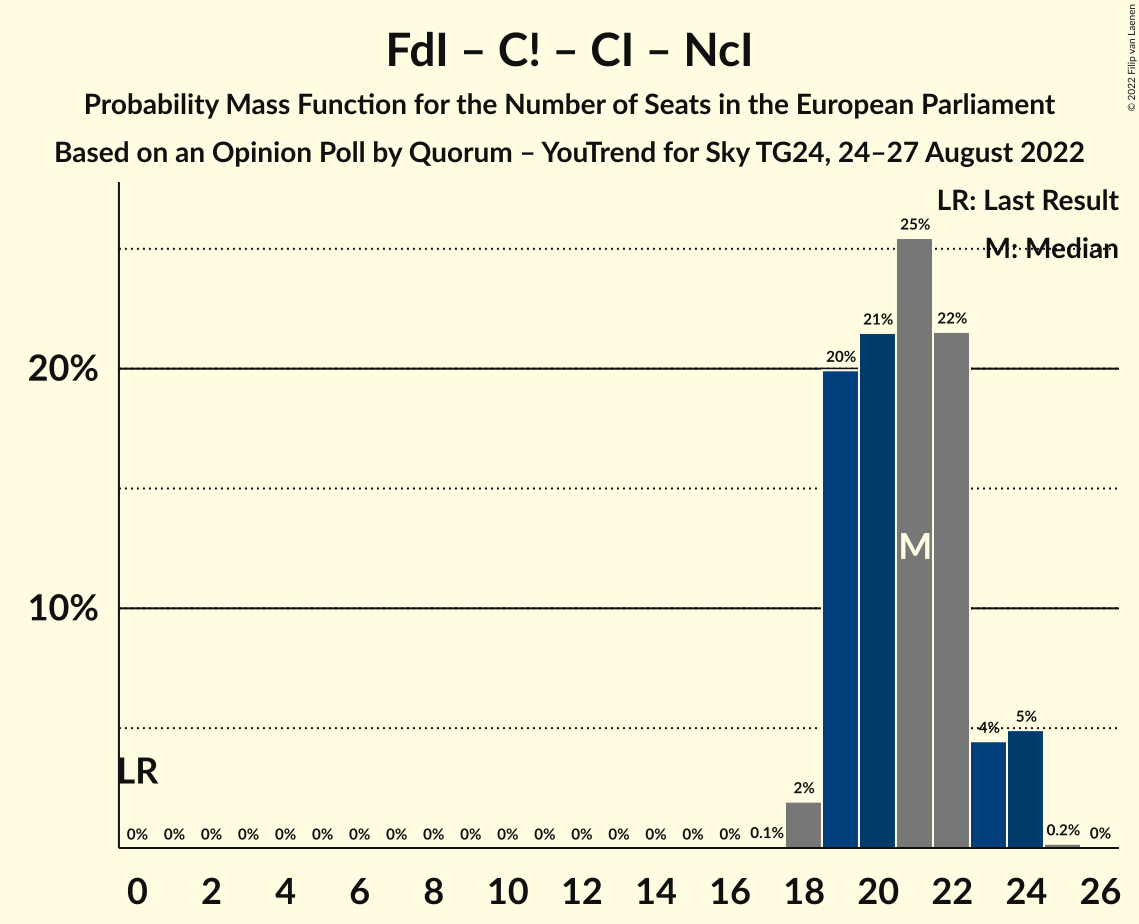 FdI – C! – CI – NcI
Probability Mass Function for the Number of Seats in the European Parliament
Based on an Opinion Poll by Quorum – YouTrend for Sky TG24, 24–27 August 2022
© 2022 Filip van Laenen
LR: Last Result
M: Median
25%
21%
22%
20%
20%
M
10%
4%
5%
LR
2%
0% 0% 0% 0% 0% 0% 0% 0% 0% 0% 0% 0% 0% 0% 0% 0% 0% 0.1% 0.2% 0%
0 2 4 6 8 10 12 14 16 18 20 22 24 26